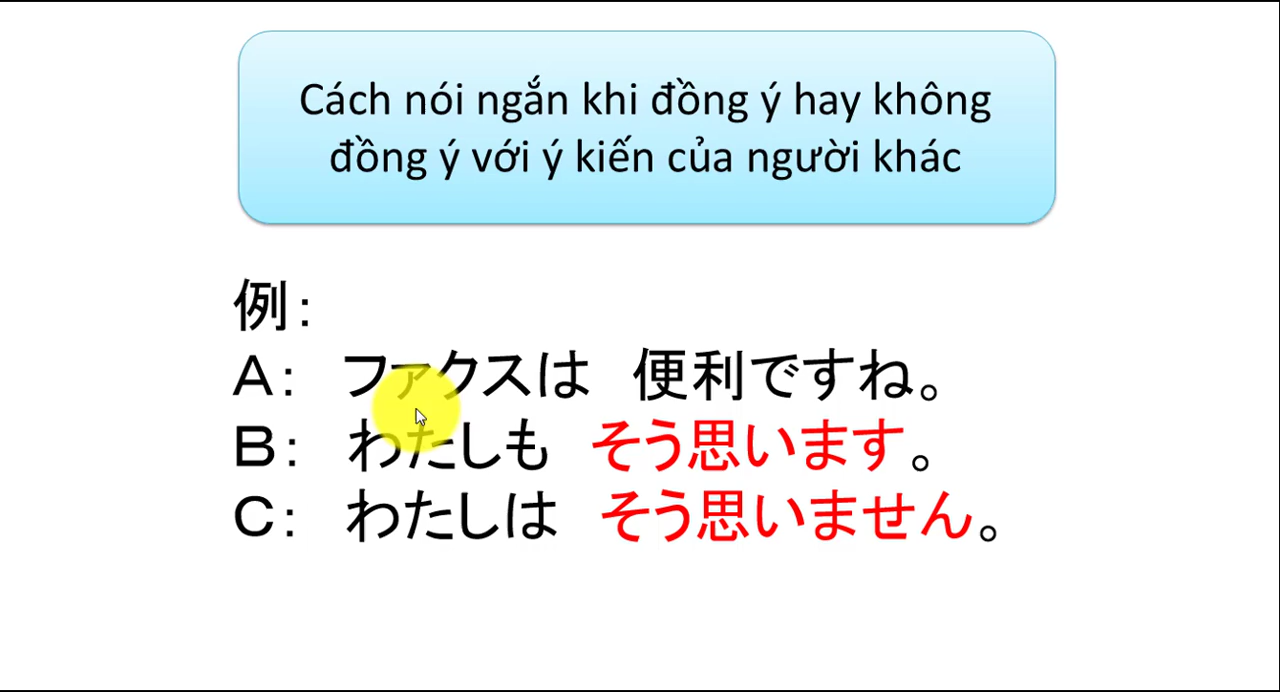 Cách nói ngắn khi đồng ý hay không
đồng ý với ý kiến của người khác
例：
A： ファクスは　便利ですね。
B： わたしも　そう思います。
C： わたしは　そう思いません。